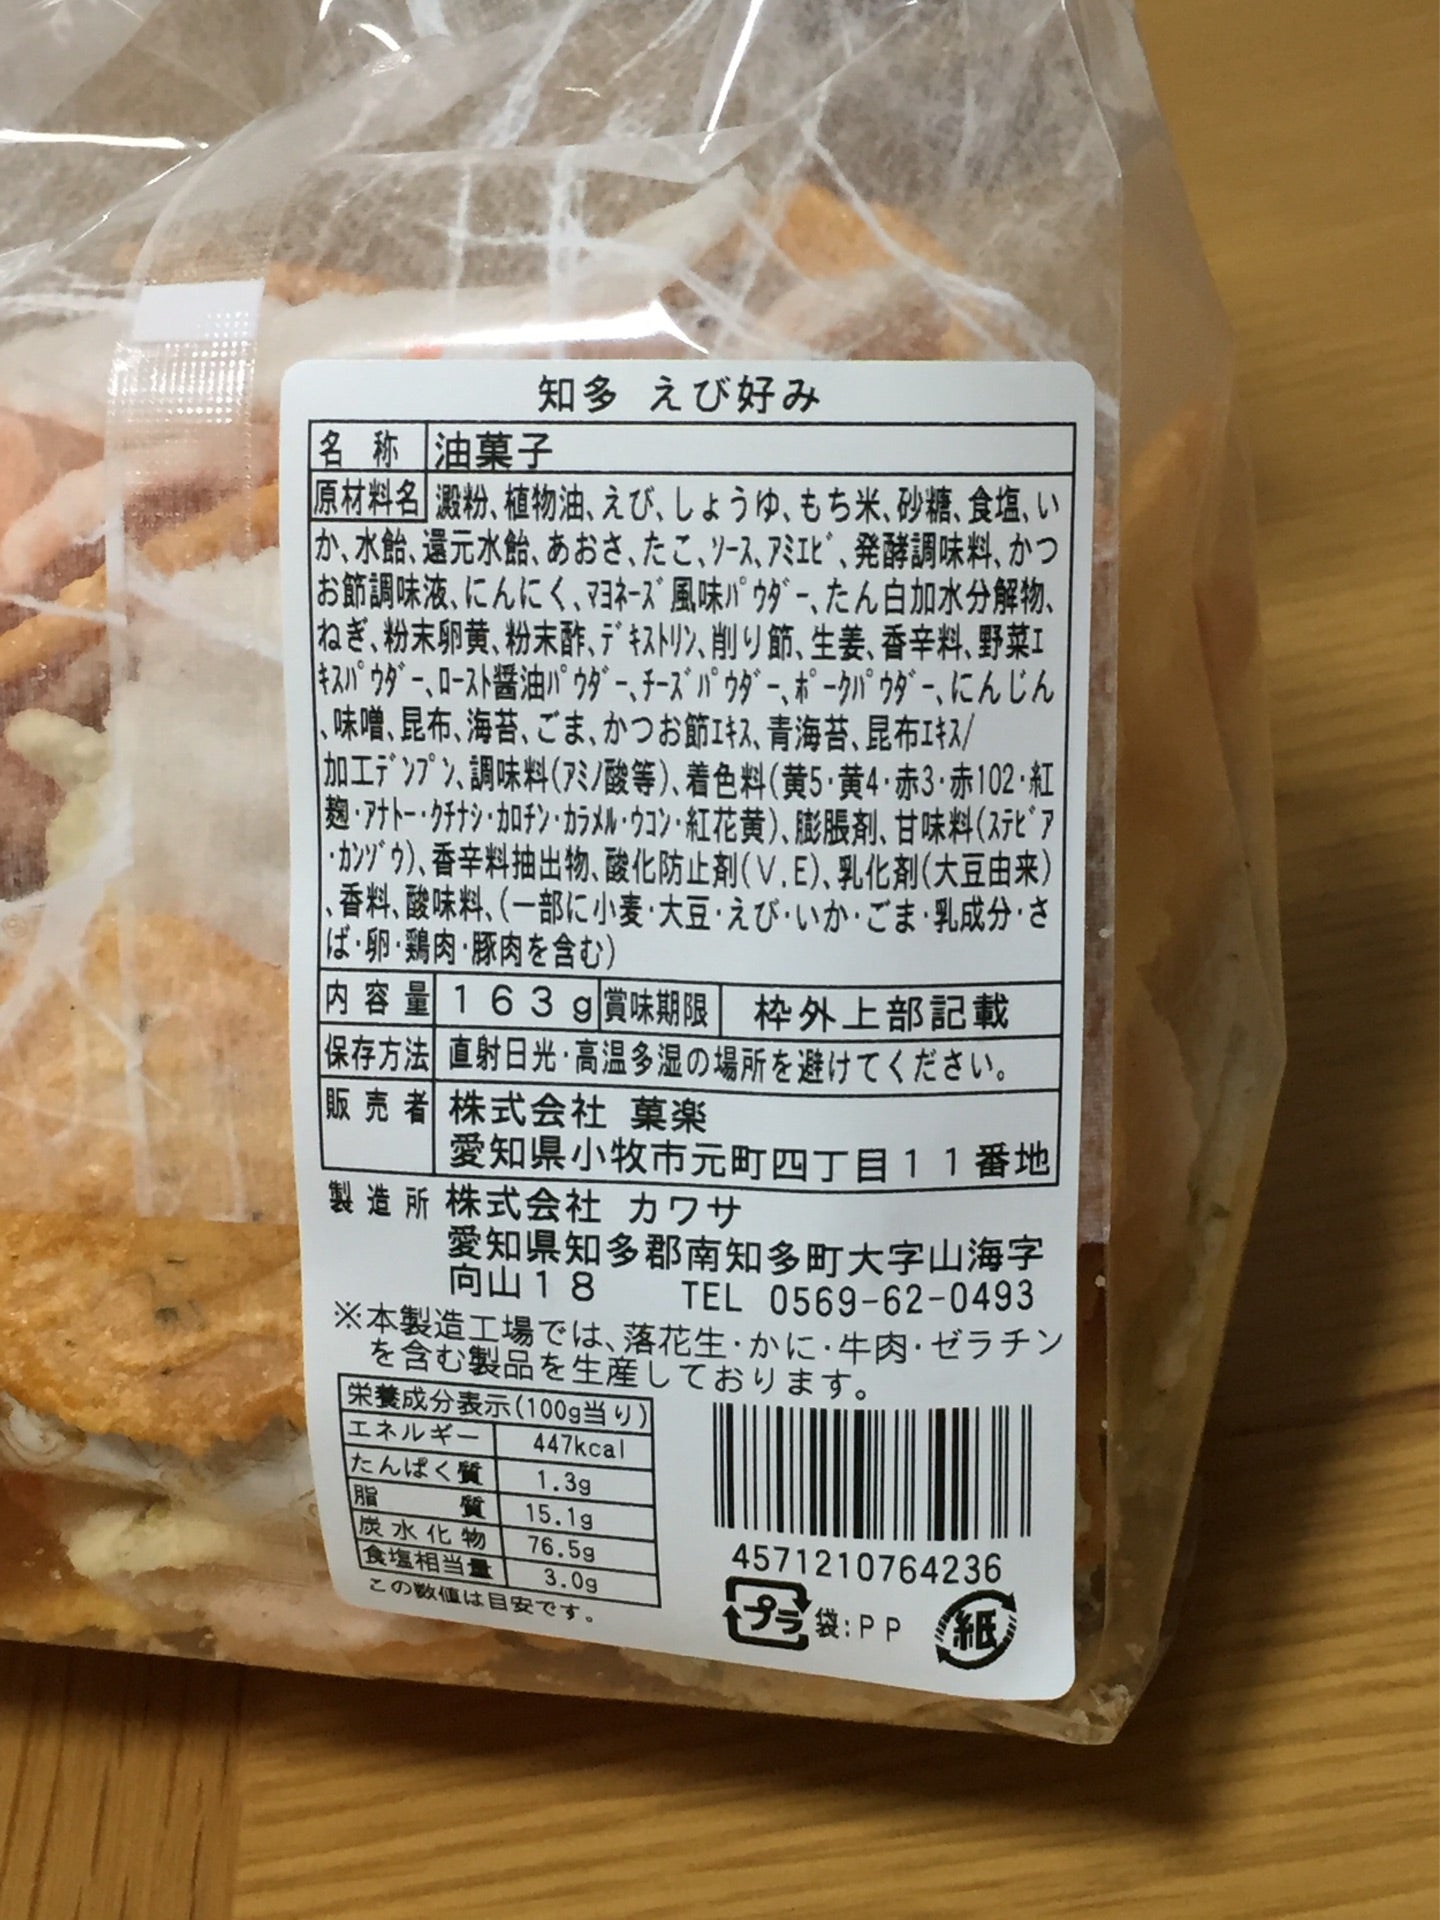 知多 えび好み
名称 油菓子
原材料名 澱粉、植物油、えび、しょうゆ、もち米、砂糖、食塩、い
か、水飴、還元水飴、あおさ、たこ、ｿｰｽ、ｱﾐｴﾋﾞ、発酵調味料、かつ
お節調味液、にんにく、ﾏﾖﾈｰｽﾞ風味ﾊﾟｳﾀﾞｰ、たん白加水分解物、
ねぎ、粉末卵黄、粉末酢、ﾃﾞｷｽﾄﾘﾝ、削り節、生姜、香辛料、野菜ｴ
ｷｽﾊﾟｳﾀﾞｰ、ﾛｰｽﾄ醤油ﾊﾟｳﾀﾞｰ、ﾁｰｽﾞﾊﾟｳﾀﾞｰ、ﾎﾟｰｸﾊﾟｳﾀﾞｰ、にんじん
、味噌、昆布、海苔、ごま、かつお節ｴｷｽ、青海苔、昆布ｴｷｽ/
加工ﾃﾞﾝﾌﾟﾝ、調味料(ｱﾐﾉ酸等)、着色料(黄5・黄4・赤3・赤102・紅
麹・ｱﾅﾄｰ・ｸﾁﾅｼ・ｶﾛﾁﾝ・ｶﾗﾒﾙ・ｳｺﾝ・紅花黄)、膨脹剤、甘味料(ｽﾃﾋﾞｱ
・ｶﾝｿﾞｳ)、香辛料抽出物、酸化防止剤(V.E)、乳化剤(大豆由来)
、香料、酸味料、(一部に小麦・大豆・えび・いか・ごま・乳成分・さ
ば・卵・鶏肉・豚肉を含む)
内容量 １６３g 賞味期限 枠外上部記載
保存方法 直射日光・高温多湿の場所を避けてください。
販売者 株式会社 菓楽
愛知県小牧市元町四丁目１１番地
製造所 株式会社 カワサ
愛知県知多郡南知多町大字山海字
向山１８ TEL 0569-62-0493
※本製造工場では、落花生・かに・牛肉・ゼラチン
を含む製品を生産しております。
栄養成分表示(100g当り)
エネルギー 447kcal
たんぱく質 1.3g
脂質 15.1g
炭水化物 76.5g
食塩相当量 3.0g
この数値は目安です。
4571210764236
プラ 袋:PP 紙